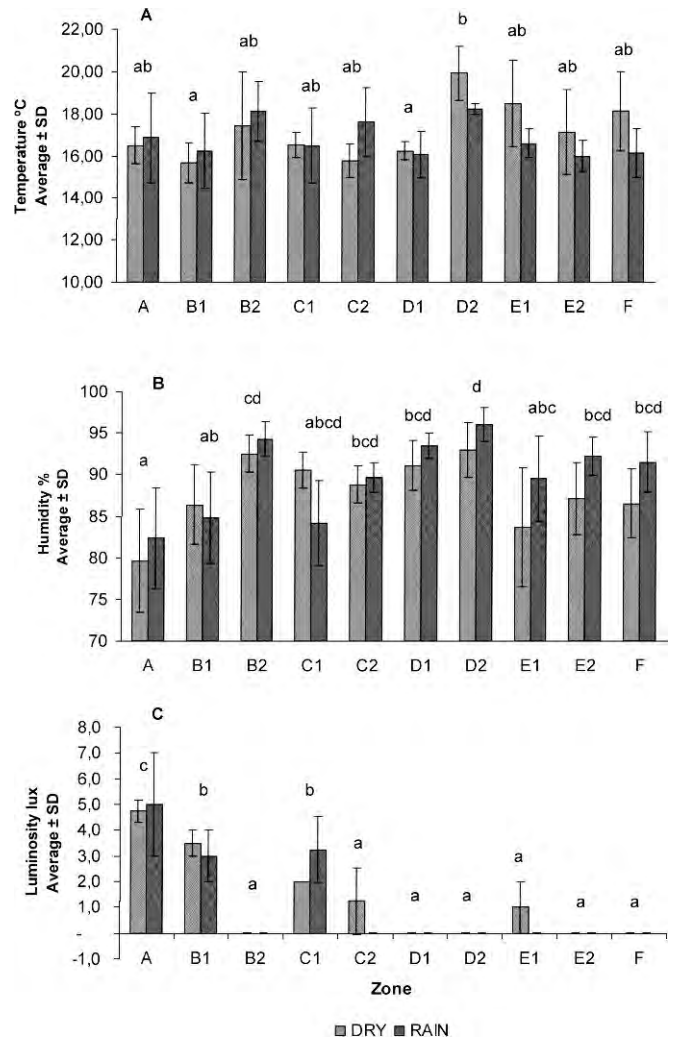 A
Temperature ºC
Average ± SD
22,00
20,00
18,00
16,00
14,00
12,00
10,00
ab a ab ab ab a b ab ab ab
A B1 B2 C1 C2 D1 D2 E1 E2 F
B
Humidity %
Average ± SD
100
95
90
85
80
75
70
a ab cd abcd bcd bcd d abc bcd bcd
A B1 B2 C1 C2 D1 D2 E1 E2 F
C
Luminosity lux
Average ± SD
8,0
7,0
6,0
5,0
4,0
3,0
2,0
1,0
-
-1,0
c b a b a a a a a a
A B1 B2 C1 C2 D1 D2 E1 E2 F
Zone
DRY RAIN